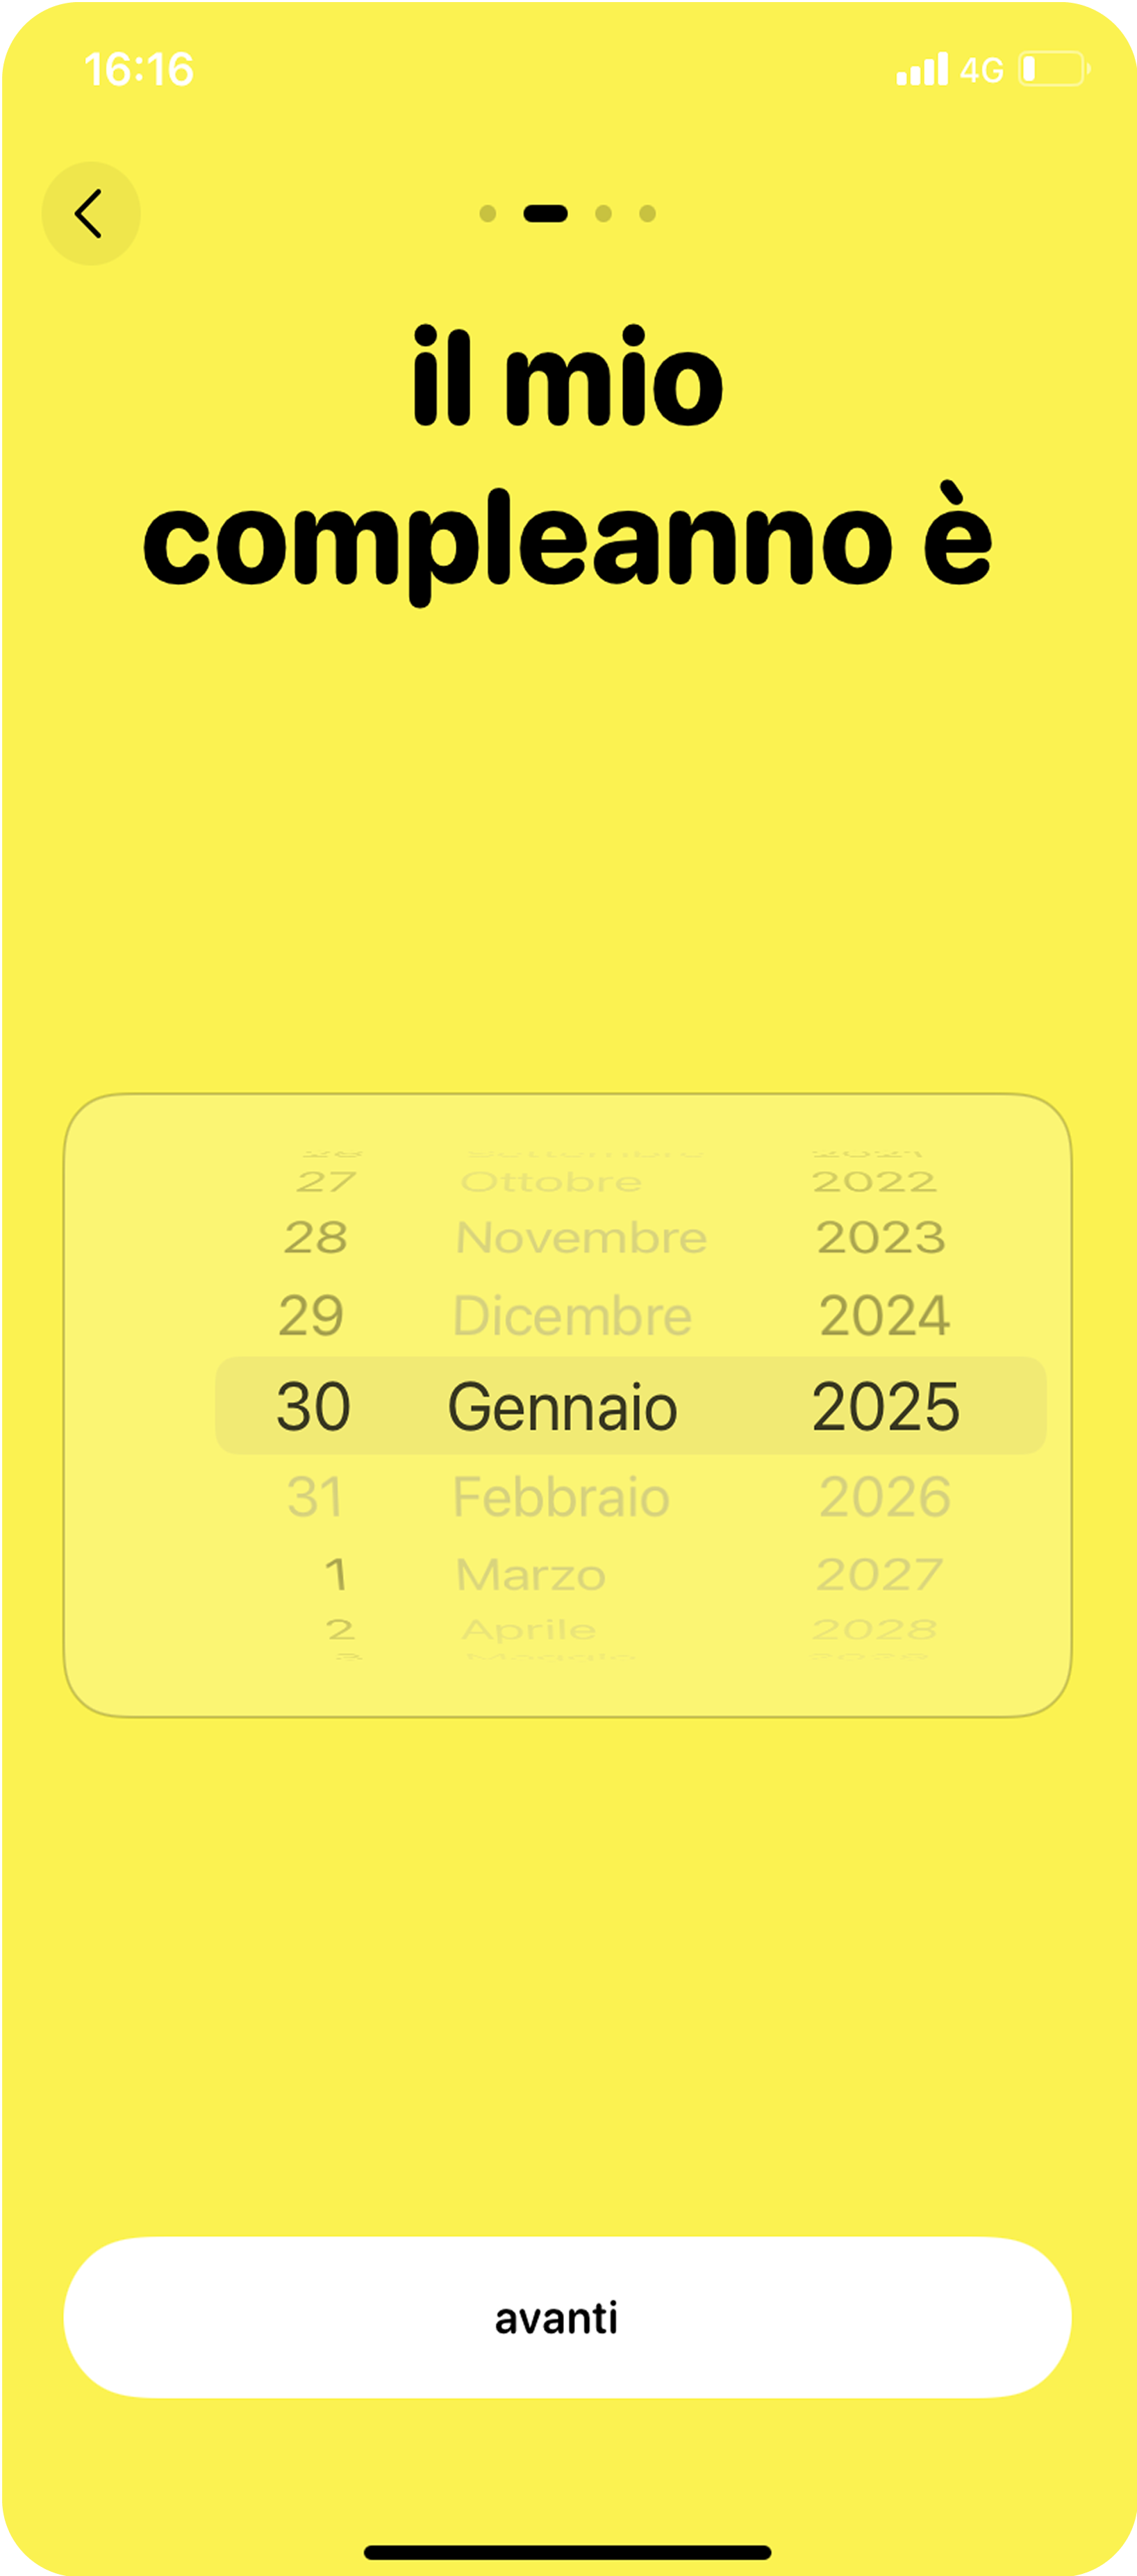 16:16 4G
il mio
compleanno è
27 Ottobre 2022
28 Novembre 2023
29 Dicembre 2024
30 Gennaio 2025
31 Febbraio 2026
1 Marzo 2027
2 Aprile 2028
avanti